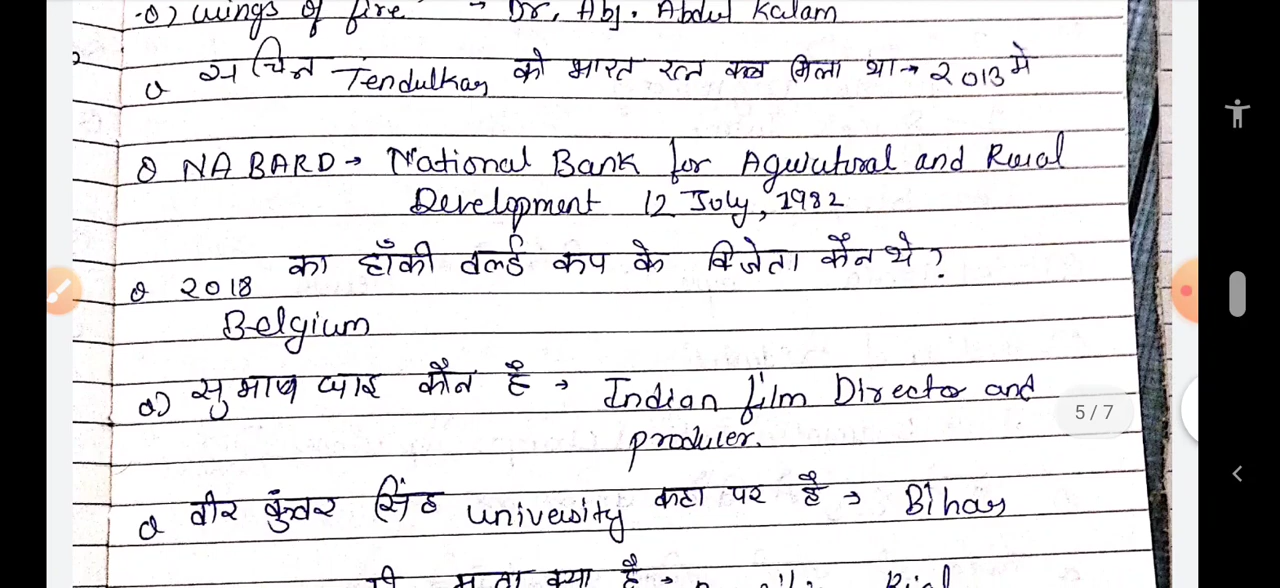 wings of fire → Dr. Abj. Abdul Kalam
सचिन Tendulkar को भारत रत्न कब मिला था → 2013 मे
NABARD → National Bank for Agricutural and Rural
Development 12 July, 1982
2018 का हॉकी वर्ल्ड कप के विजेता कौन थे?
Belgium
सुभाष घाइ कौन है → Indian film Director and
producer.
5/7
वीर कुंवर सिंह univesity कहा पर है → Bihar
क्या है →